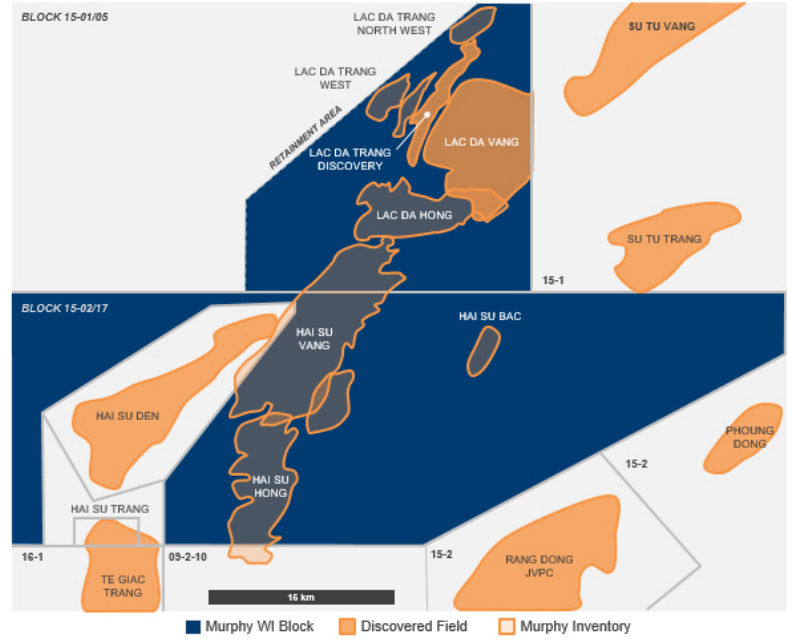 BLOCK 15-01/05
LAC DA TRANG
NORTH WEST
SU TU VANG
LAC DA TRANG
WEST
RETAINMENT AREA
LAC DA VANG
LAC DA TRANG
DISCOVERY
LAC DA HONG
SU TU TRANG
15-1
BLOCK 15-02/17
HAI SU BAC
HAI SU
VANG
HAI SU DEN
PHOUNG
DONG
15-2
HAI SU
HONG
HAI SU TRANG
16-1
09-2-10
15-2
RANG DONG
JVPC
TE GIAC
TRANG
15 km
Murphy WI Block
Discovered Field
Murphy Inventory